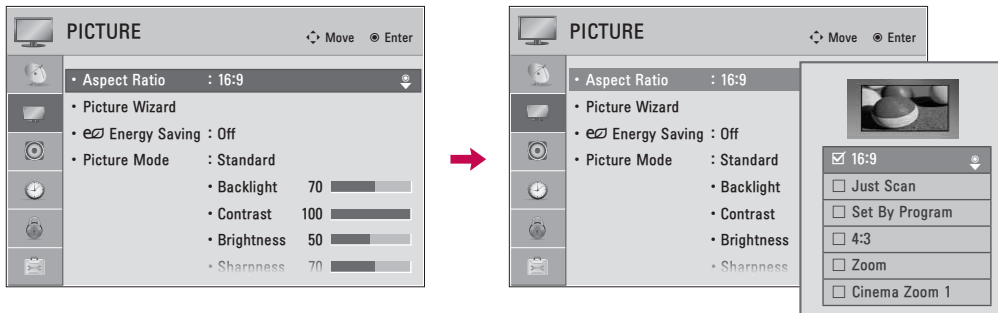 PICTURE
Move Enter
• Aspect Ratio : 16:9
• Picture Wizard
• Energy Saving : Off
• Picture Mode : Standard
• Backlight 70
• Contrast 100
• Brightness 50
• Sharpness 70
PICTURE
Move Enter
• Aspect Ratio : 16:9
• Picture Wizard
• Energy Saving : Off
• Picture Mode : Standard
• Backlight
• Contrast
• Brightness
• Sharpness
16:9
Just Scan
Set By Program
4:3
Zoom
Cinema Zoom 1